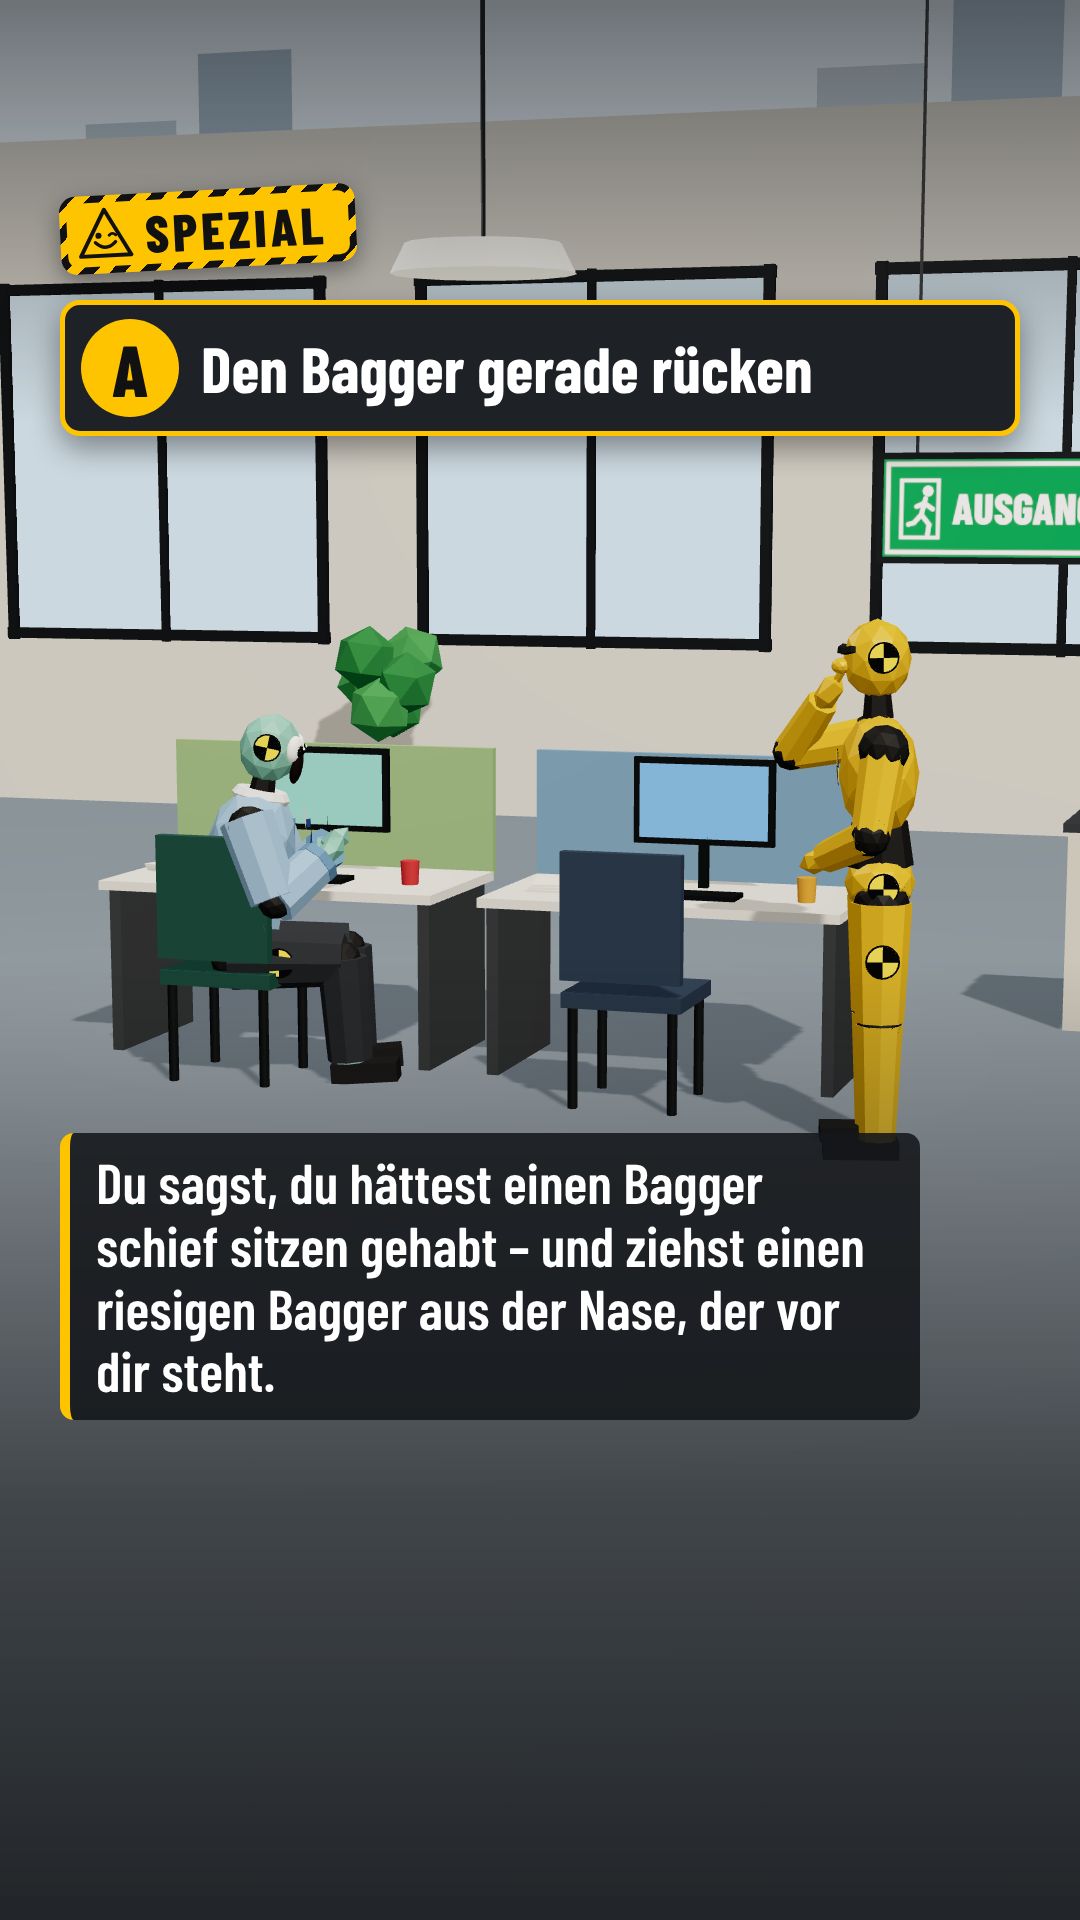 SPEZIAL
A Den Bagger gerade rücken
AUSGANG
Du sagst, du hättest einen Bagger
schief sitzen gehabt – und ziehst einen
riesigen Bagger aus der Nase, der vor
dir steht.